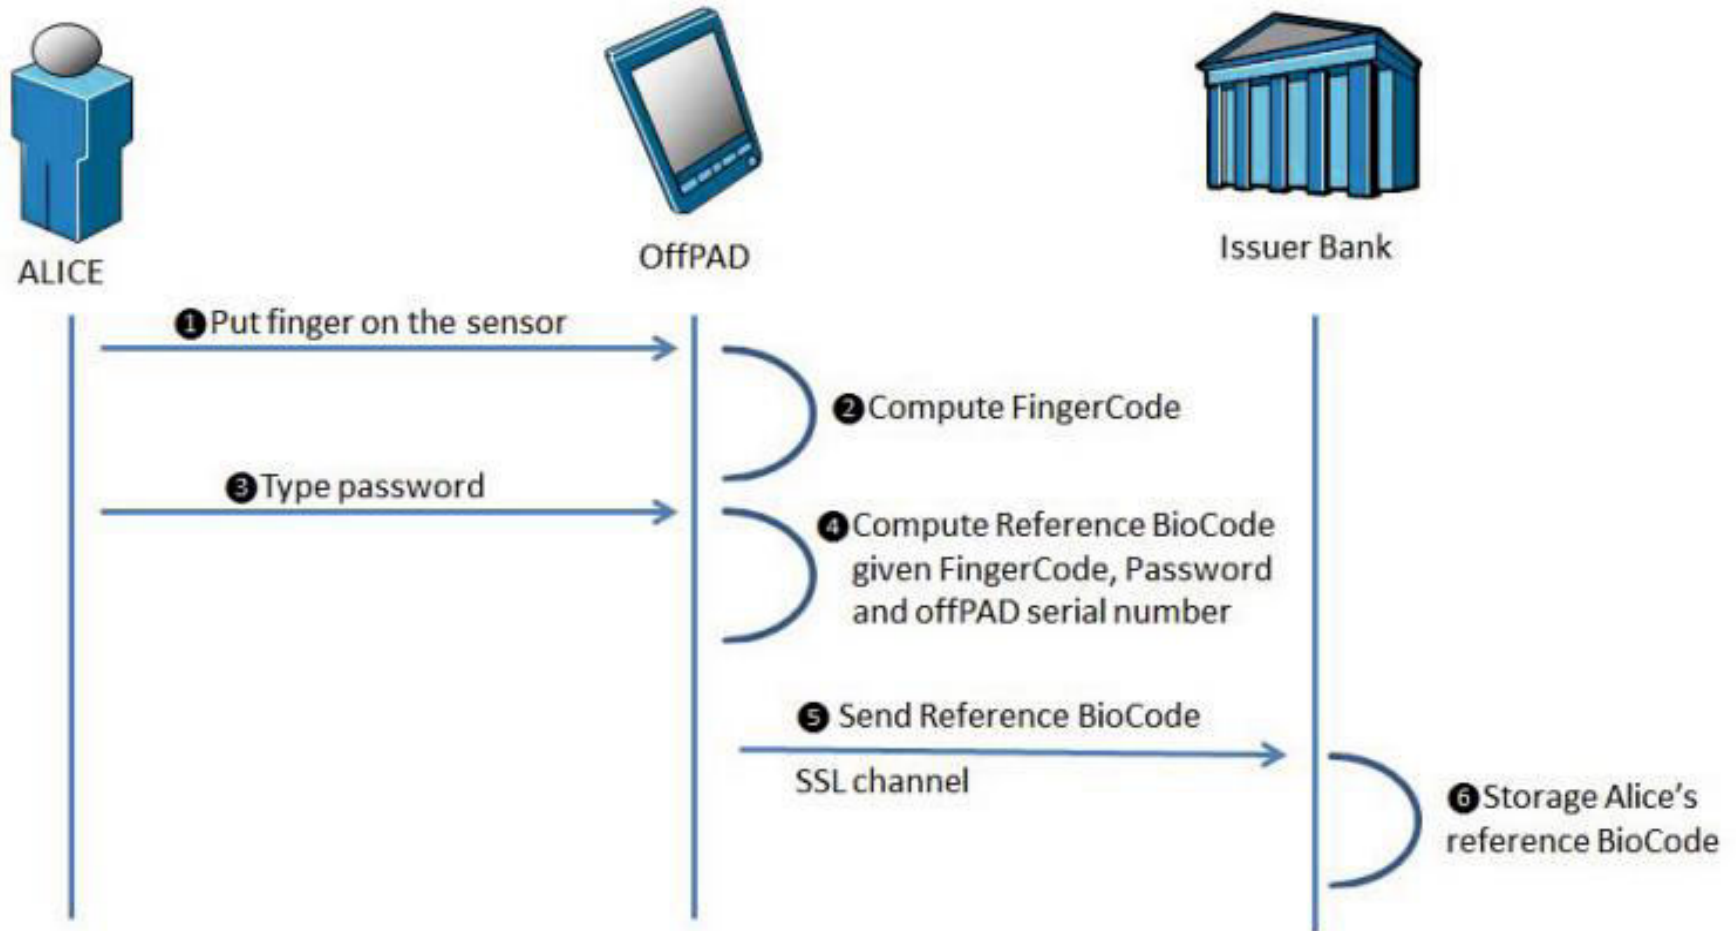 ALICE
OffPAD
Issuer Bank
❶Put finger on the sensor
❷Compute FingerCode
❸Type password
❹Compute Reference BioCode
given FingerCode, Password
and offPAD serial number
❺ Send Reference BioCode
SSL channel
❻Storage Alice's
reference BioCode